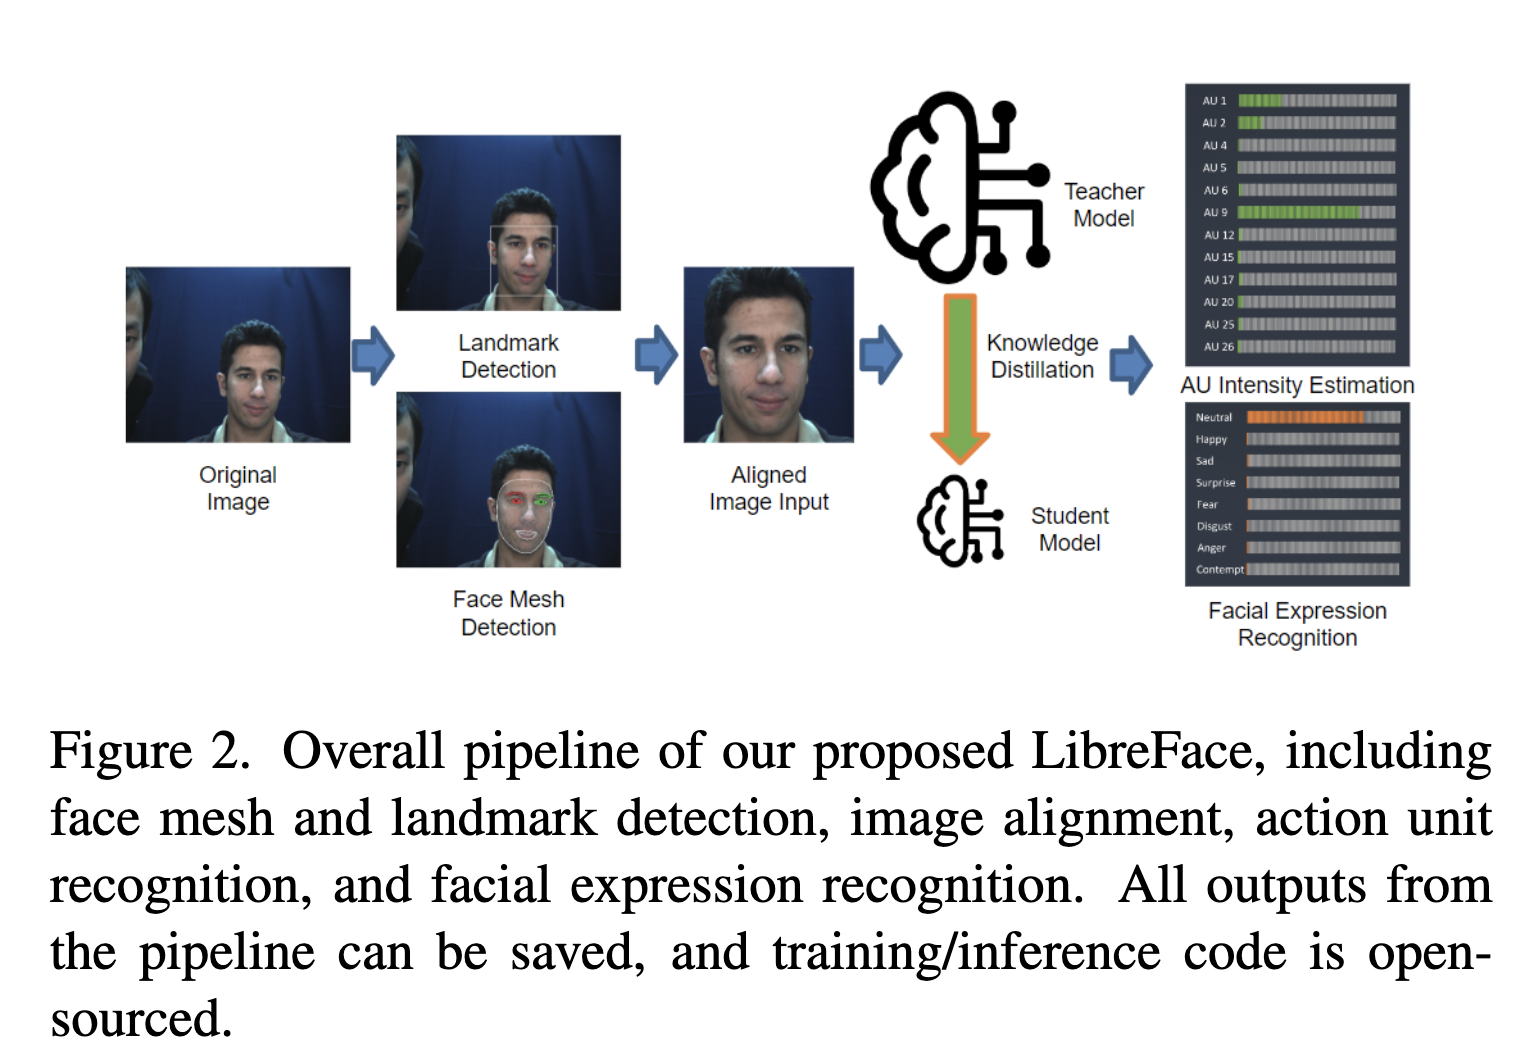 Original
Image
Landmark
Detection
Face Mesh
Detection
Aligned
Image Input
Teacher
Model
Knowledge
Distillation
Student
Model
AU 1
AU 2
AU 4
AU 5
AU 6
AU 9
AU 12
AU 15
AU 17
AU 20
AU 25
AU 26
AU Intensity Estimation
Neutral
Happy
Sad
Surprise
Fear
Disgust
Anger
Contempt
Facial Expression
Recognition
Figure 2. Overall pipeline of our proposed LibreFace, including
face mesh and landmark detection, image alignment, action unit
recognition, and facial expression recognition. All outputs from
the pipeline can be saved, and training/inference code is open-
sourced.